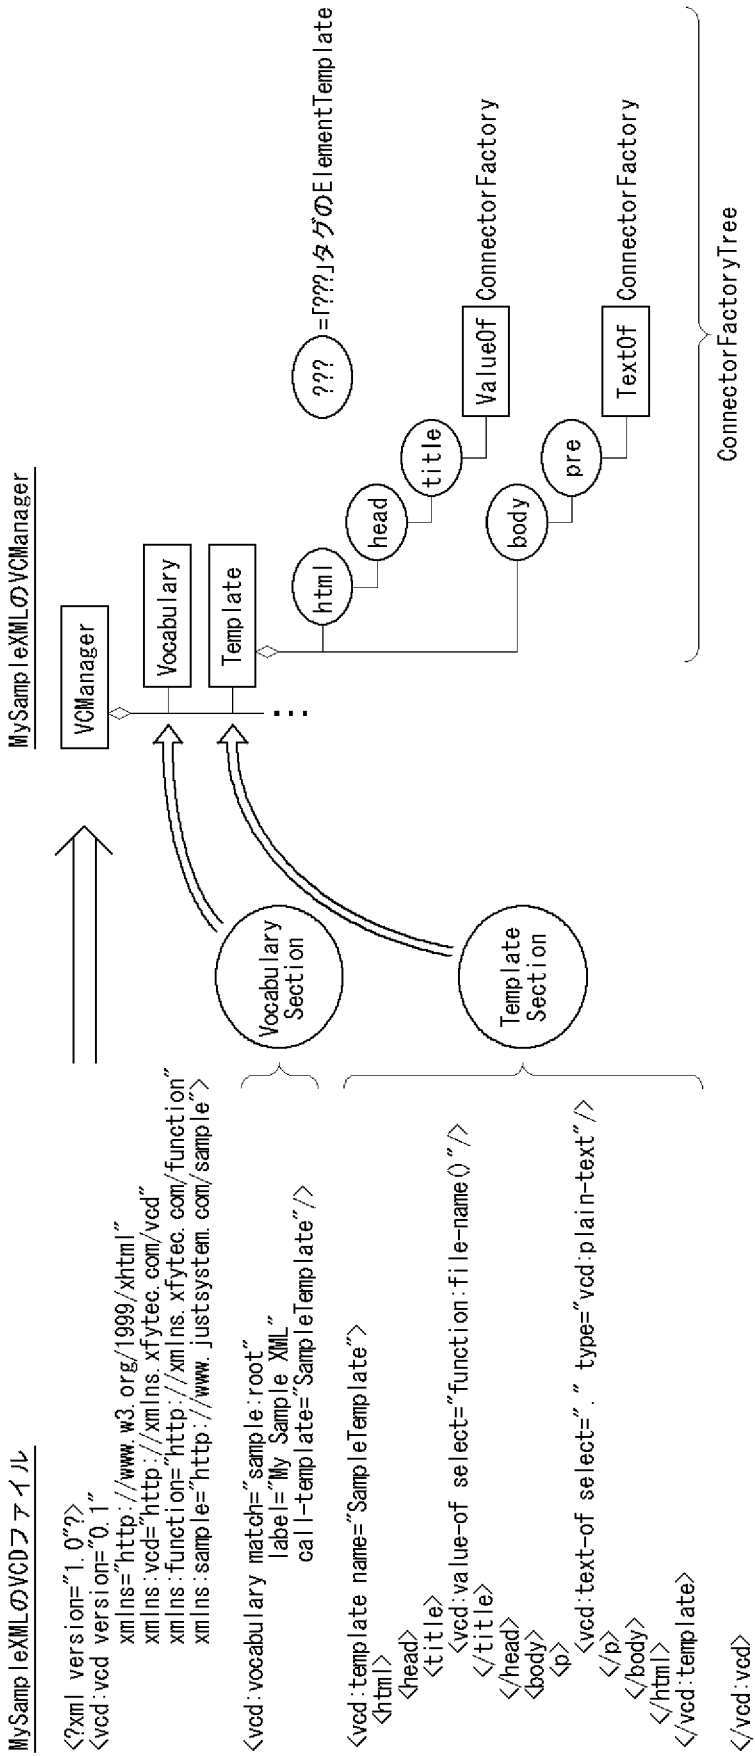 MySampleXMLのVCDファイル
<?xml version="1.0"?>
<vcd:vcd version="0.1"
xmlns="http://www.w3.org/1999/xhtml"
xmlns:vcd="http://xmlns.xfytec.com/vcd"
xmlns:function="http://xmlns.xfytec.com/function"
xmlns:sample="http://www.justsystem.com/sample">
<vcd:vocabulary match="sample:root"
label="My Sample XML"
call-template="SampleTemplate"/>
<vcd:template name="SampleTemplate">
<html>
<head>
<title>
<vcd:value-of select="function:file-name()"/>
</title>
</head>
<body>
<p>
<vcd:text-of select="." type="vcd:plain-text"/>
</p>
</body>
</html>
</vcd:template>
</vcd:vcd>
Vocabulary
Section
Template
Section
MySampleXMLのVCManager
VCManager
Vocabulary
Template
...
html
head
title
ValueOf ConnectorFactory
body
pre
TextOf ConnectorFactory
??? =「???」タグのElementTemplate
ConnectorFactoryTree